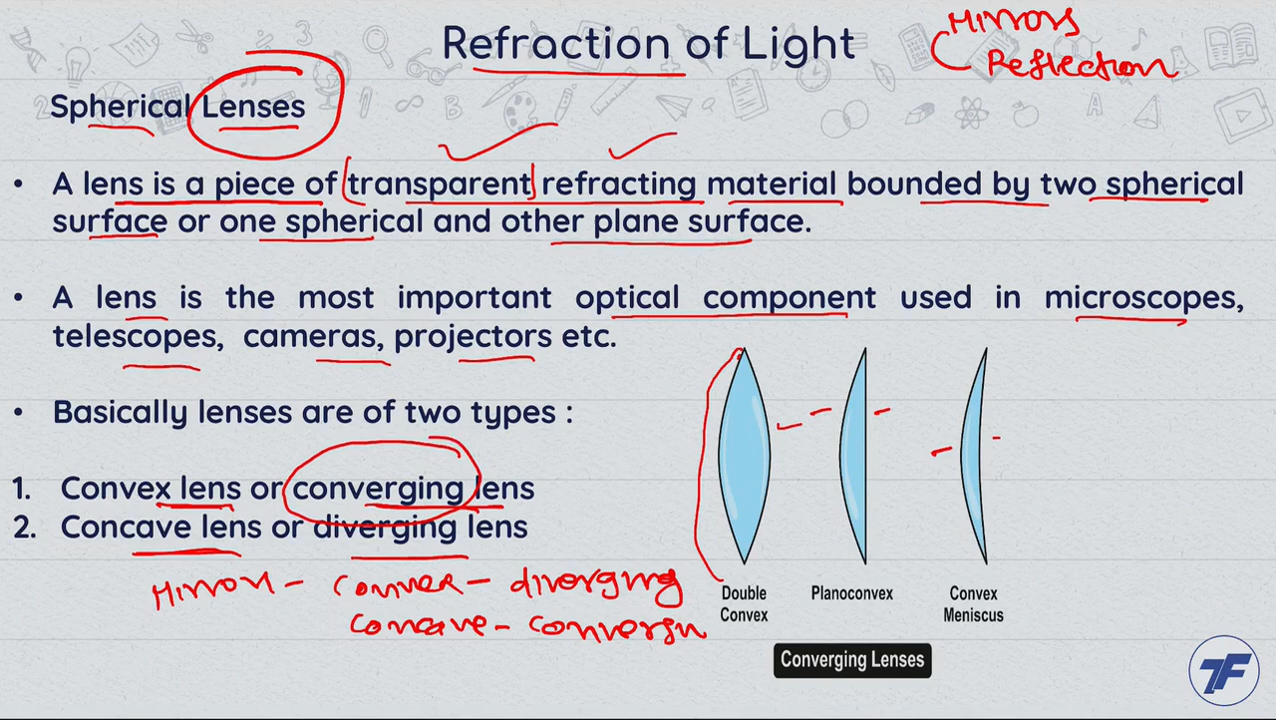 Refraction of Light
Mirrors
Reflection
Spherical Lenses
• A lens is a piece of transparent refracting material bounded by two spherical
surface or one spherical and other plane surface.
• A lens is the most important optical component used in microscopes,
telescopes, cameras, projectors etc.
• Basically lenses are of two types :
1. Convex lens or converging lens
2. Concave lens or diverging lens
Mirror - Convex - diverging
Concave -
Double
Convex
Planoconvex
Convex
Meniscus
Converging Lenses